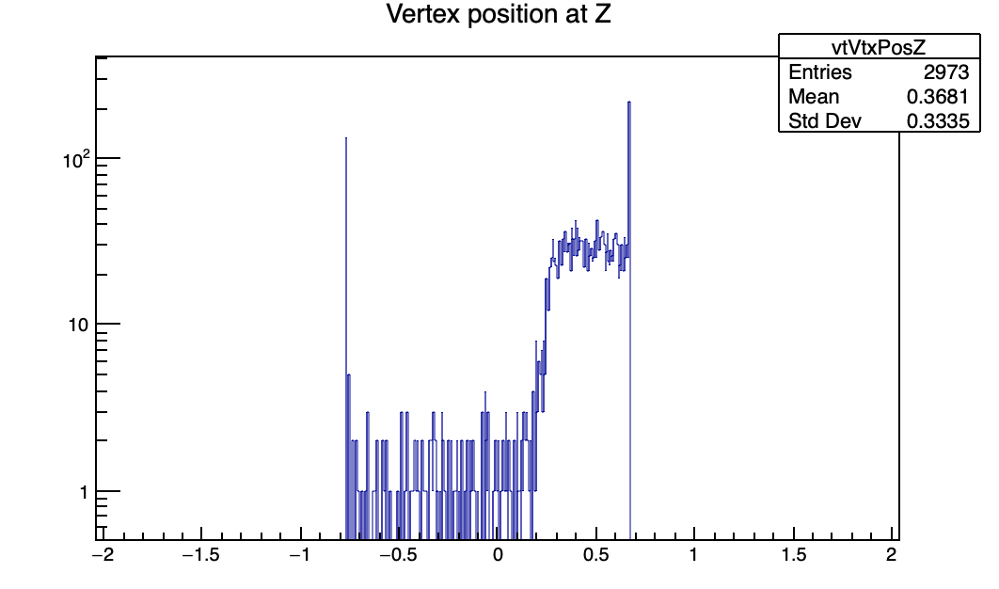 Vertex position at Z
vtVtxPosZ
Entries 2973
Mean 0.3681
Std Dev 0.3335
10²
10
1
−2 −1.5 −1 −0.5 0 0.5 1 1.5 2